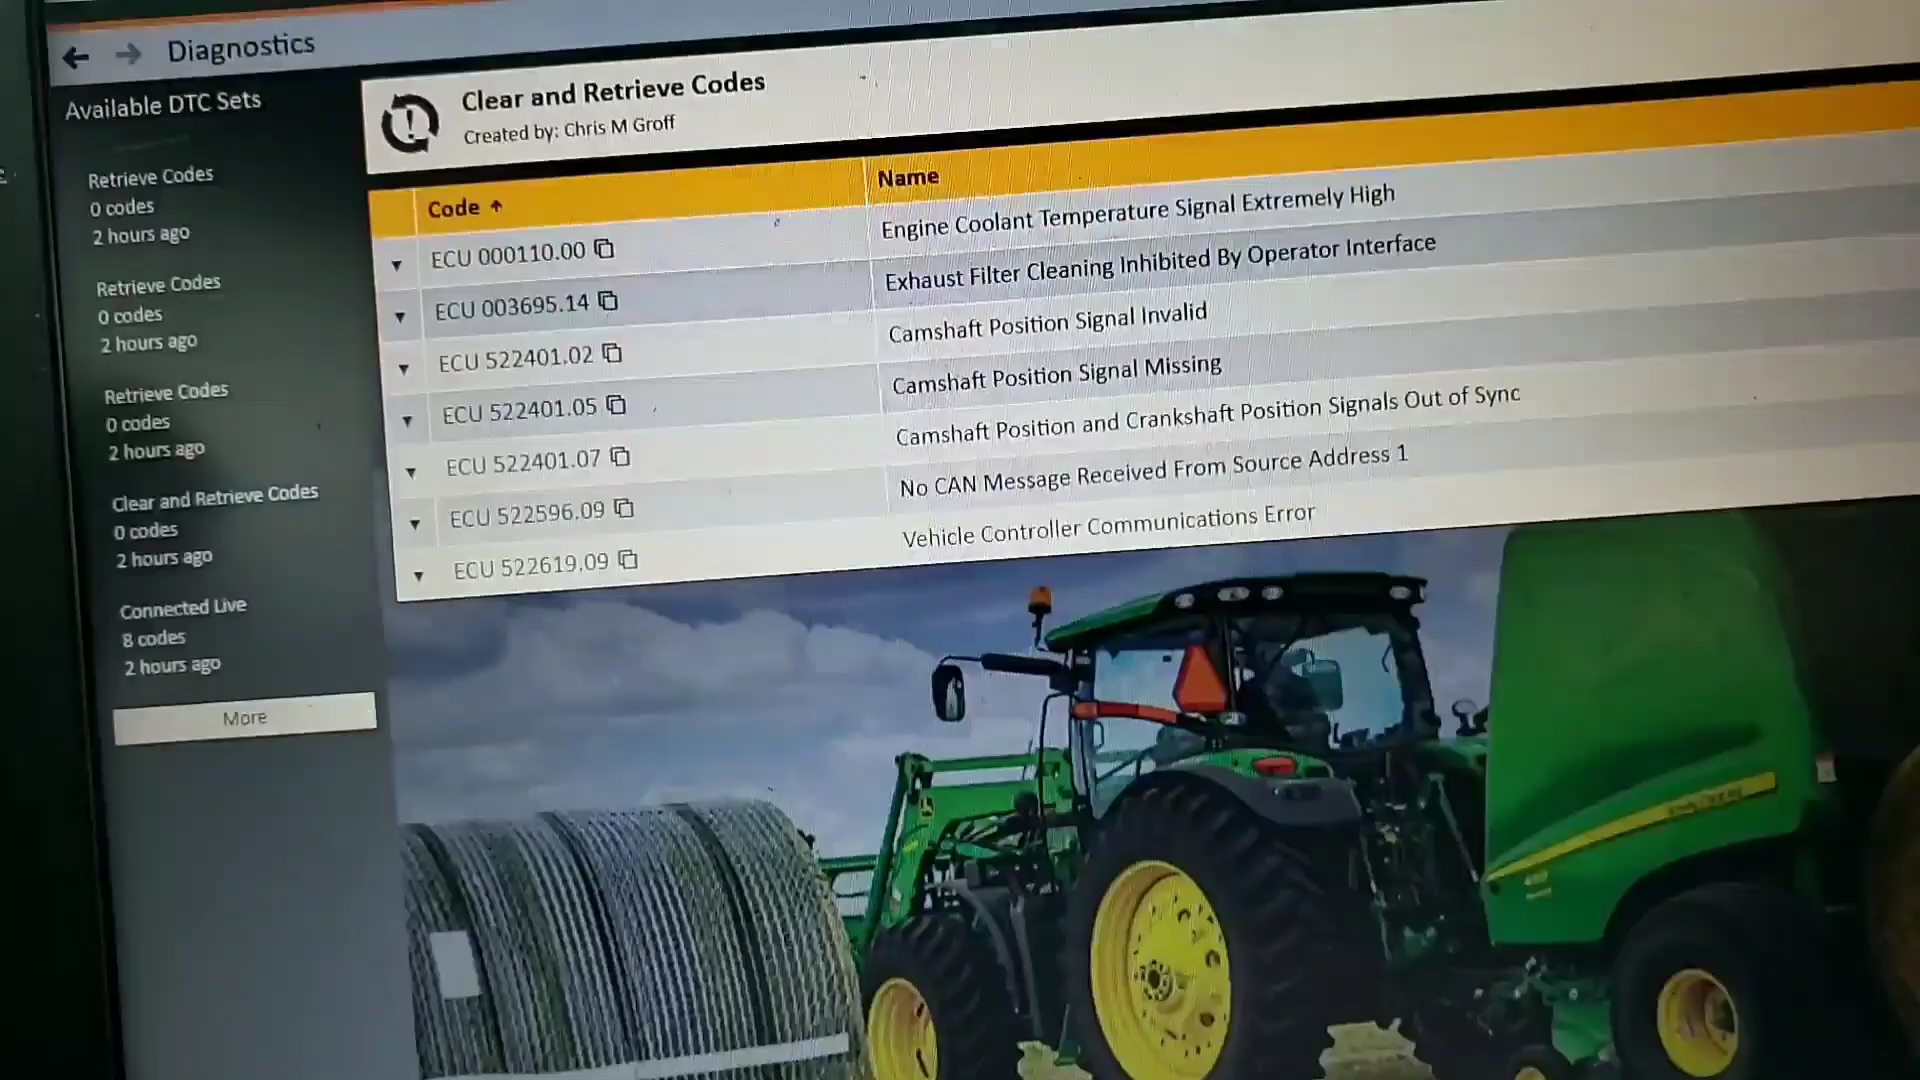 Diagnostics
Available DTC Sets
Retrieve Codes
0 codes
2 hours ago
Retrieve Codes
0 codes
2 hours ago
Retrieve Codes
0 codes
2 hours ago
Clear and Retrieve Codes
0 codes
2 hours ago
Connected Live
8 codes
2 hours ago
More
Clear and Retrieve Codes
Created by: Chris M Groff
Code Name
ECU 000110.00 Engine Coolant Temperature Signal Extremely High
ECU 003695.14 Exhaust Filter Cleaning Inhibited By Operator Interface
ECU 522401.02 Camshaft Position Signal Invalid
ECU 522401.05 Camshaft Position Signal Missing
ECU 522401.07 Camshaft Position and Crankshaft Position Signals Out of Sync
ECU 522596.09 No CAN Message Received From Source Address 1
ECU 522619.09 Vehicle Controller Communications Error
JOHN DEERE